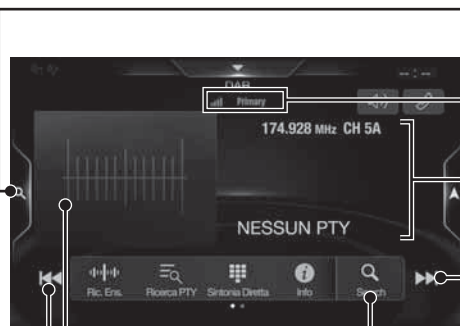 DAB
Primary
174.928 MHz CH 5A
NESSUN PTY
Ric. Ens. Ricerca PTY Sintonia Diretta Info Search